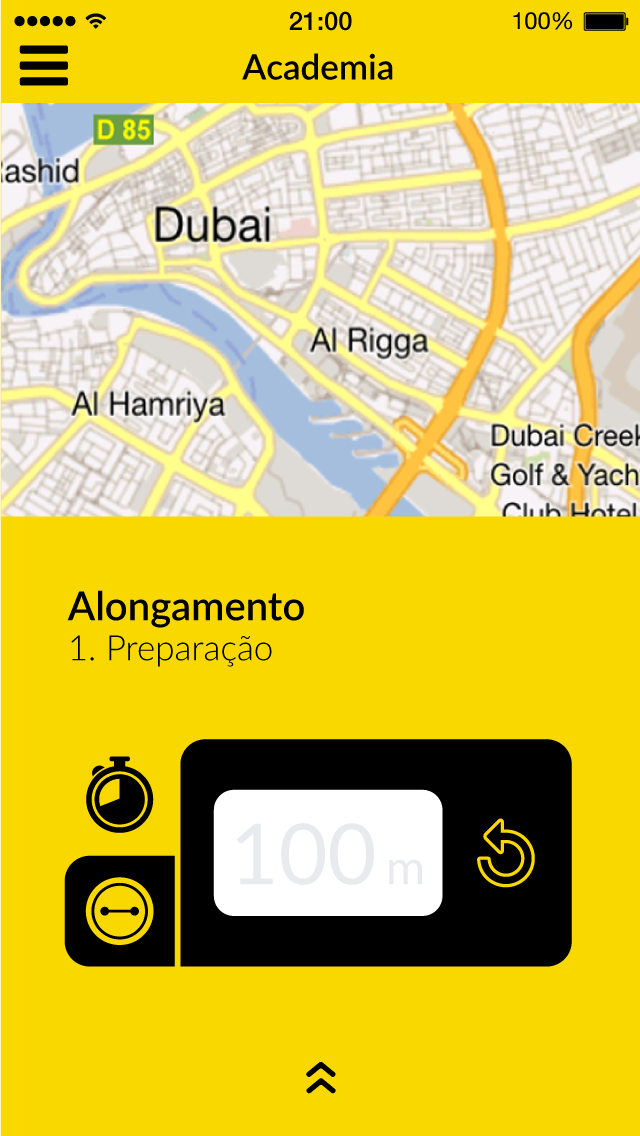 21:00
100%
Academia
D 85
Rashid
Dubai
Al Rigga
Al Hamriya
Dubai Creek
Golf & Yach
Club Hotel
Alongamento
1. Preparação
100 m